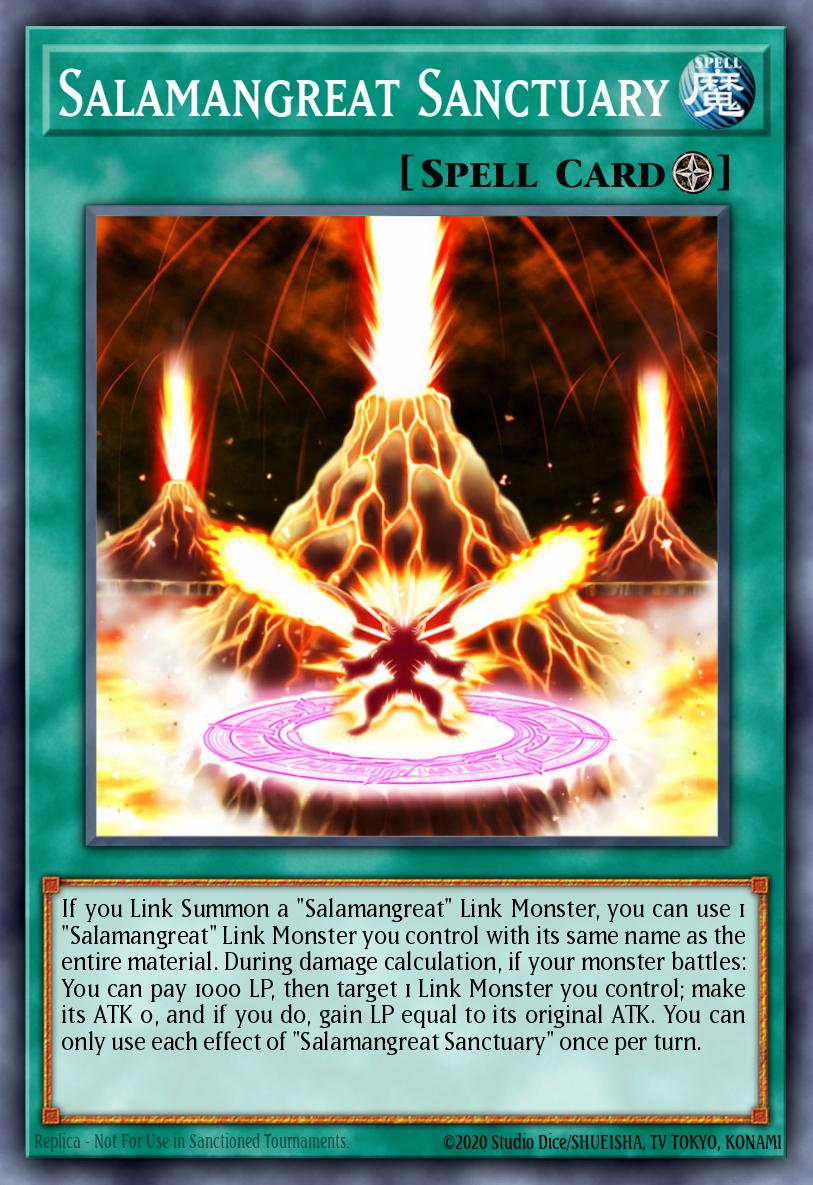 Salamangreat Sanctuary
SPELL
魔
[Spell Card]
If you Link Summon a "Salamangreat" Link Monster, you can use 1
"Salamangreat" Link Monster you control with its same name as the
entire material. During damage calculation, if your monster battles:
You can pay 1000 LP, then target 1 Link Monster you control; make
its ATK 0, and if you do, gain LP equal to its original ATK. You can
only use each effect of "Salamangreat Sanctuary" once per turn.
Replica - Not For Use in Sanctioned Tournaments.
©2020 Studio Dice/SHUEISHA, TV TOKYO, KONAMI